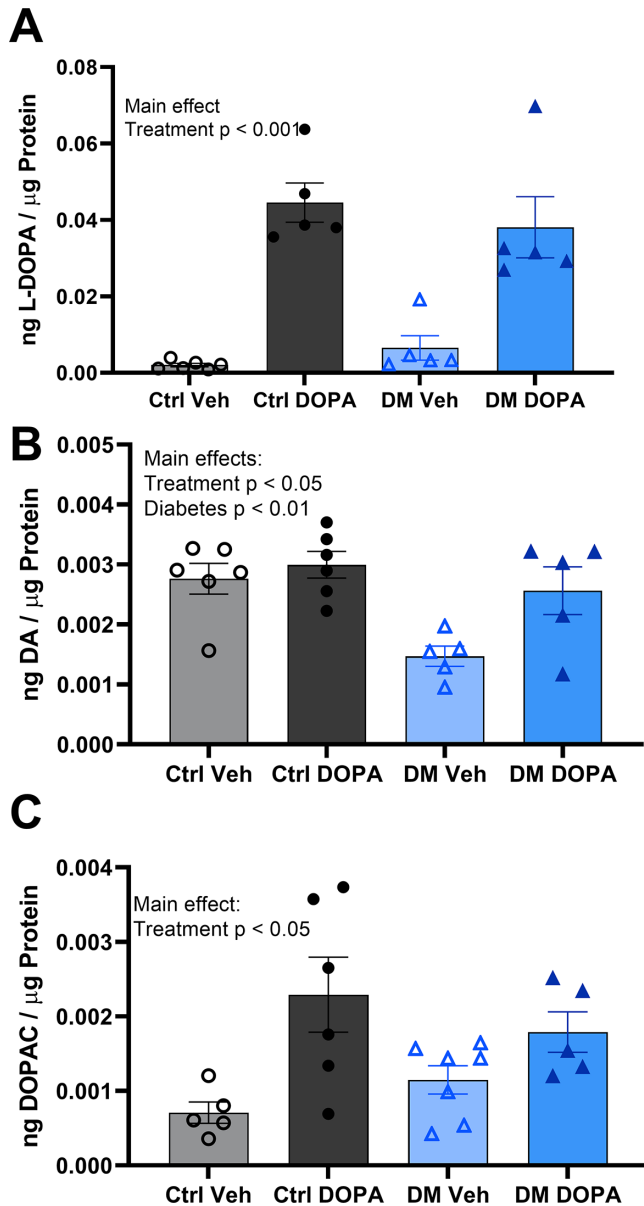 A
ng L-DOPA / μg Protein
0.08
0.06
0.04
0.02
0.00
Main effect
Treatment p < 0.001
Ctrl Veh
Ctrl DOPA
DM Veh
DM DOPA
B
ng DA / μg Protein
0.005
0.004
0.003
0.002
0.001
0.000
Main effects:
Treatment p < 0.05
Diabetes p < 0.01
Ctrl Veh
Ctrl DOPA
DM Veh
DM DOPA
C
ng DOPAC / μg Protein
0.004
0.003
0.002
0.001
0.000
Main effect:
Treatment p < 0.05
Ctrl Veh
Ctrl DOPA
DM Veh
DM DOPA